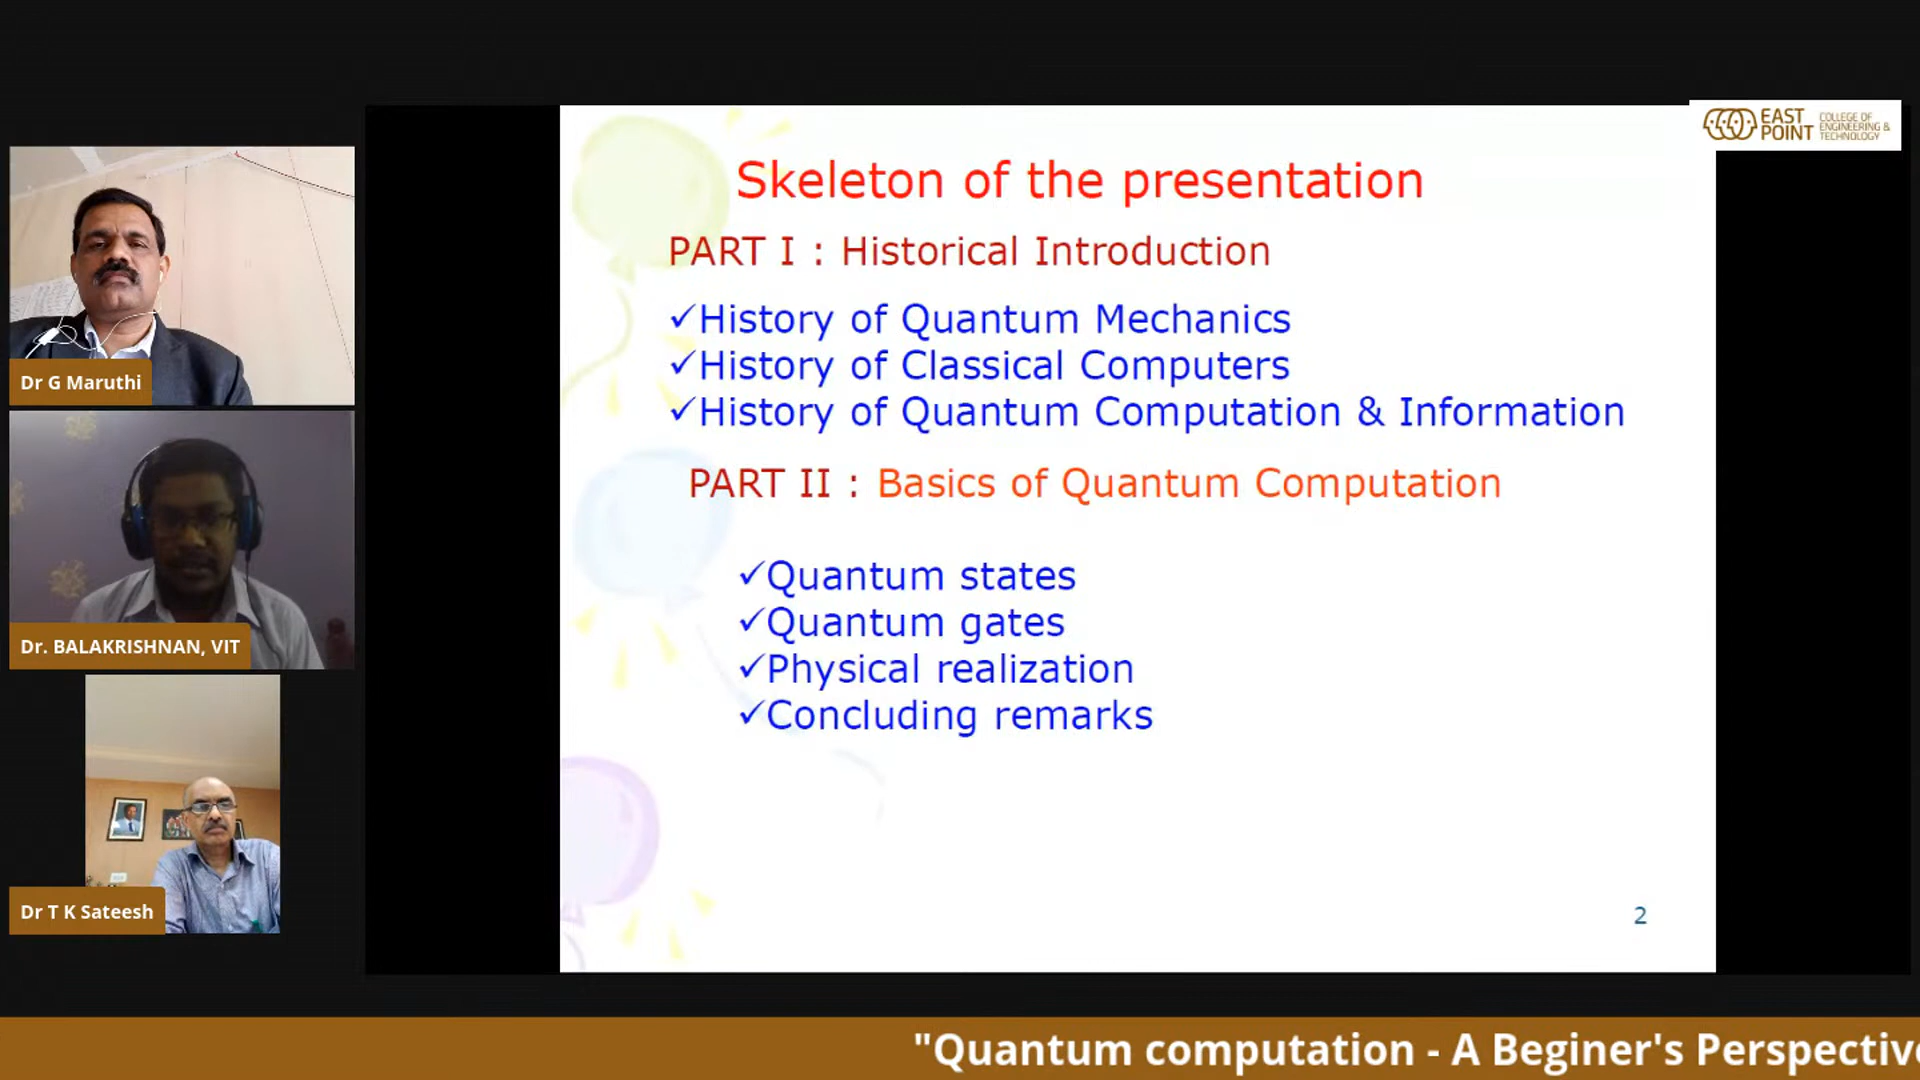 EAST
POINT
COLLEGE OF
ENGINEERING &
TECHNOLOGY
Skeleton of the presentation
PART I : Historical Introduction
✓History of Quantum Mechanics
✓History of Classical Computers
✓History of Quantum Computation & Information
PART II : Basics of Quantum Computation
✓Quantum states
✓Quantum gates
✓Physical realization
✓Concluding remarks
2
Dr G Maruthi
Dr. BALAKRISHNAN, VIT
Dr T K Sateesh
"Quantum computation - A Beginer's Perspectiv